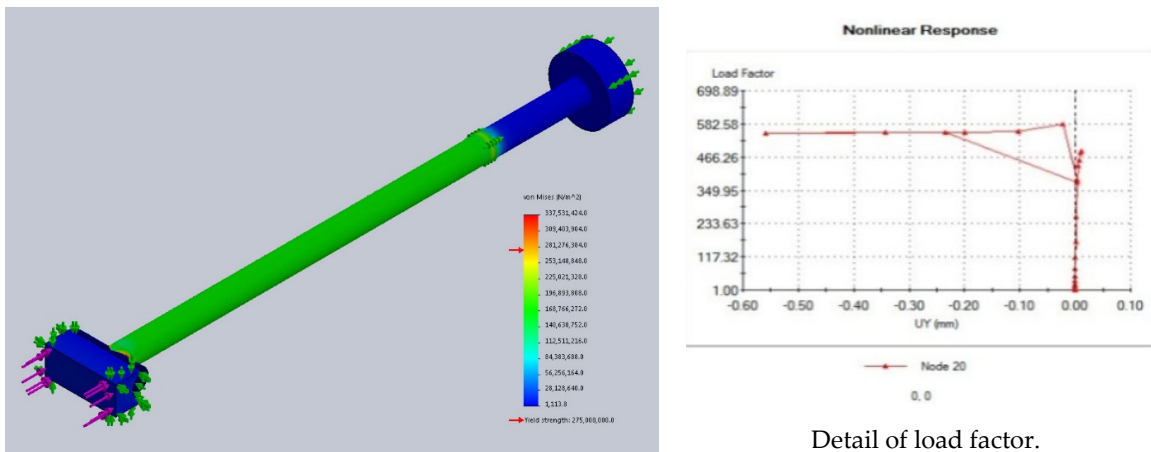 von Mises (N/m^2)
337,531,424.0
309,403,904.0
281,276,384.0
253,148,848.0
225,021,328.0
196,893,808.0
168,766,272.0
140,638,752.0
112,511,216.0
84,383,680.0
56,256,164.0
28,128,640.0
1,113.0
Yield strength: 275,000,000.0
Nonlinear Response
Load Factor
698.89
582.58
466.26
349.95
233.63
117.32
1.00
-0.60 -0.50 -0.40 -0.30 -0.20 -0.10 0.00 0.10
UY (mm)
Node 20
0, 0
Detail of load factor.